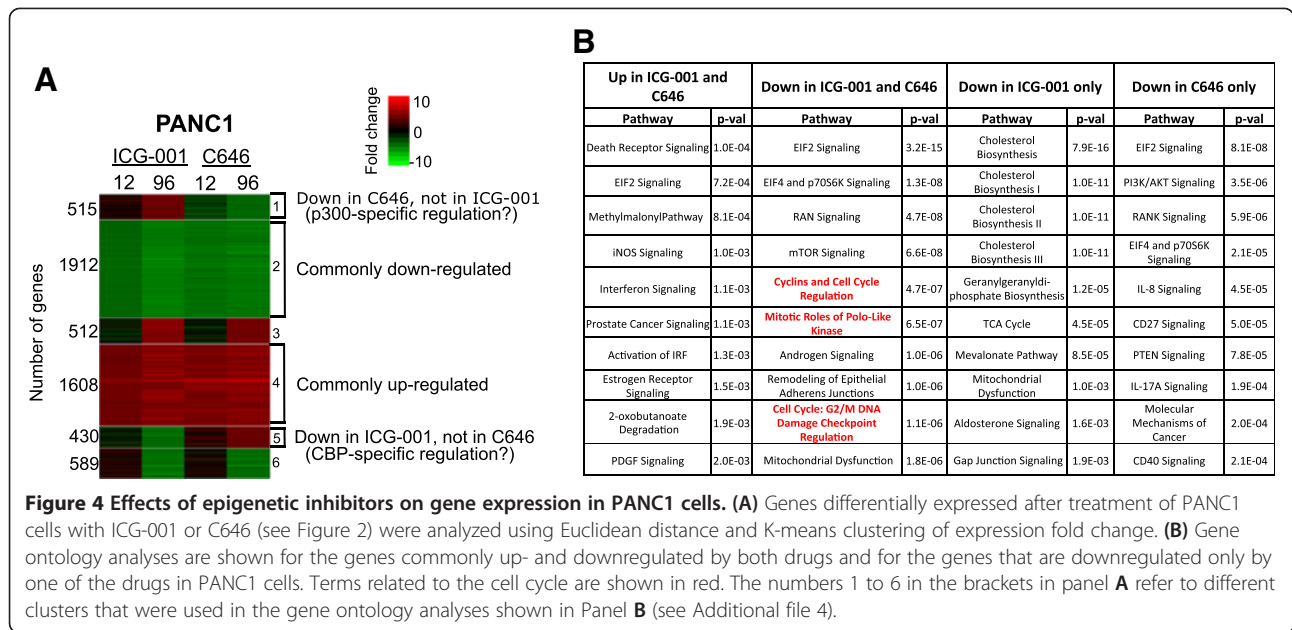 A
PANC1
ICG-001 C646
12 96 12 96
Fold change
10
0
-10
Number of genes
515
1912
512
1608
430
589
1
2
3
4
5
6
Down in C646, not in ICG-001
(p300-specific regulation?)
Commonly down-regulated
Commonly up-regulated
Down in ICG-001, not in C646
(CBP-specific regulation?)
B
Up in ICG-001 and C646 Down in ICG-001 and C646 Down in ICG-001 only Down in C646 only
Pathway p-val Pathway p-val Pathway p-val Pathway p-val
Death Receptor Signaling 1.0E-04 EIF2 Signaling 3.2E-15 Cholesterol Biosynthesis 7.9E-16 EIF2 Signaling 8.1E-08
EIF2 Signaling 7.2E-04 EIF4 and p70S6K Signaling 1.3E-08 Cholesterol Biosynthesis I 1.0E-11 PI3K/AKT Signaling 3.5E-06
MethylmalonylPathway 8.1E-04 RAN Signaling 4.7E-08 Cholesterol Biosynthesis II 1.0E-11 RANK Signaling 5.9E-06
iNOS Signaling 1.0E-03 mTOR Signaling 6.6E-08 Cholesterol Biosynthesis III 1.0E-11 EIF4 and p70S6K Signaling 2.1E-05
Interferon Signaling 1.1E-03 Cyclins and Cell Cycle Regulation 4.7E-07 Geranylgeranyldi-phosphate Biosynthesis 1.2E-05 IL-8 Signaling 4.5E-05
Prostate Cancer Signaling 1.1E-03 Mitotic Roles of Polo-Like Kinase 6.5E-07 TCA Cycle 4.5E-05 CD27 Signaling 5.0E-05
Activation of IRF 1.3E-03 Androgen Signaling 1.0E-06 Mevalonate Pathway 8.5E-05 PTEN Signaling 7.8E-05
Estrogen Receptor Signaling 1.5E-03 Remodeling of Epithelial Adherens Junctions 1.0E-06 Mitochondrial Dysfunction 1.0E-03 IL-17A Signaling 1.9E-04
2-oxobutanoate Degradation 1.9E-03 Cell Cycle: G2/M DNA Damage Checkpoint Regulation 1.1E-06 Aldosterone Signaling 1.6E-03 Molecular Mechanisms of Cancer 2.0E-04
PDGF Signaling 2.0E-03 Mitochondrial Dysfunction 1.8E-06 Gap Junction Signaling 1.9E-03 CD40 Signaling 2.1E-04
Figure 4 Effects of epigenetic inhibitors on gene expression in PANC1 cells. (A) Genes differentially expressed after treatment of PANC1
cells with ICG-001 or C646 (see Figure 2) were analyzed using Euclidean distance and K-means clustering of expression fold change. (B) Gene
ontology analyses are shown for the genes commonly up- and downregulated by both drugs and for the genes that are downregulated only by
one of the drugs in PANC1 cells. Terms related to the cell cycle are shown in red. The numbers 1 to 6 in the brackets in panel A refer to different
clusters that were used in the gene ontology analyses shown in Panel B (see Additional file 4).